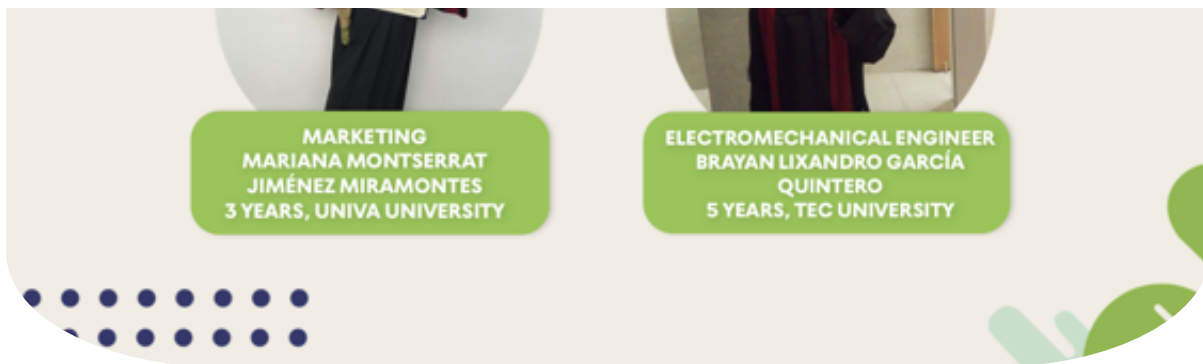 MARKETING
MARIANA MONTSERRAT
JIMÉNEZ MIRAMONTES
3 YEARS, UNIVA UNIVERSITY
ELECTROMECHANICAL ENGINEER
BRAYAN LIXANDRO GARCÍA
QUINTERO
5 YEARS, TEC UNIVERSITY